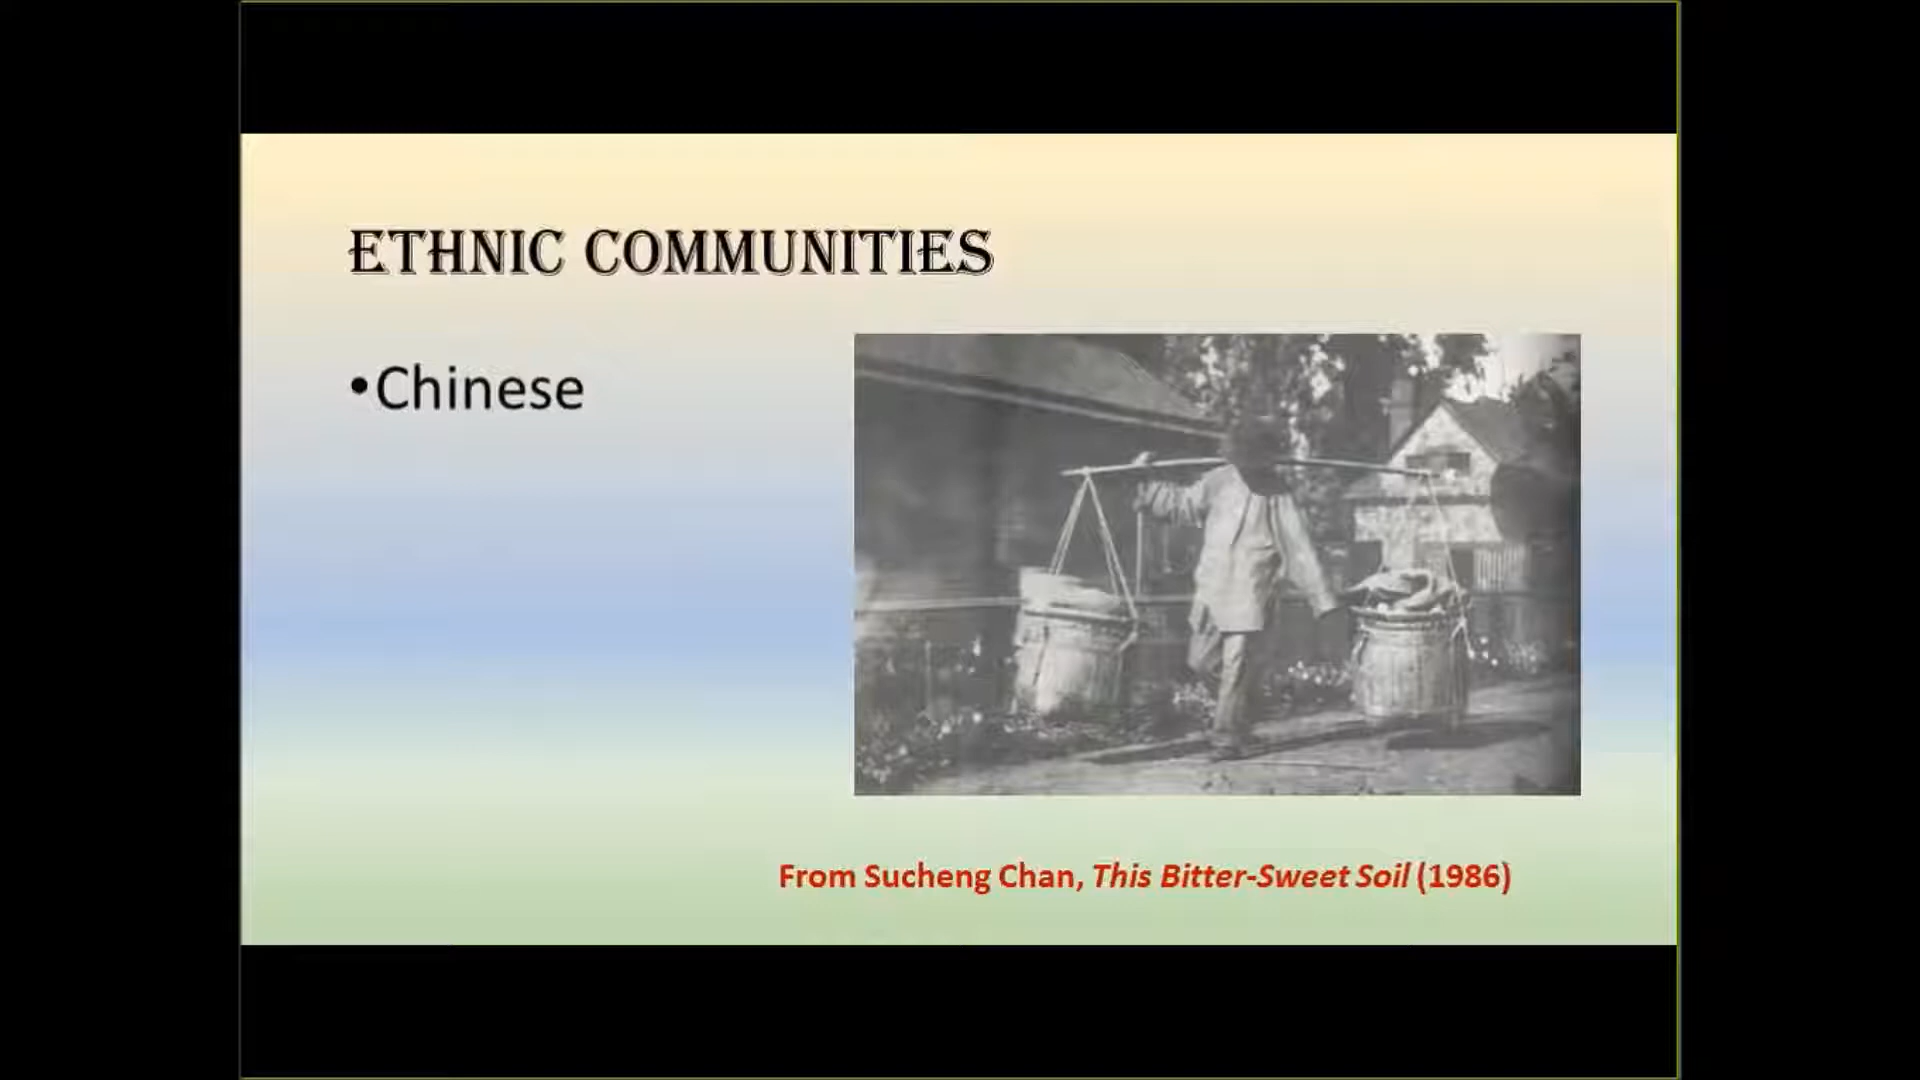 ETHNIC COMMUNITIES
•Chinese
From Sucheng Chan, This Bitter-Sweet Soil (1986)